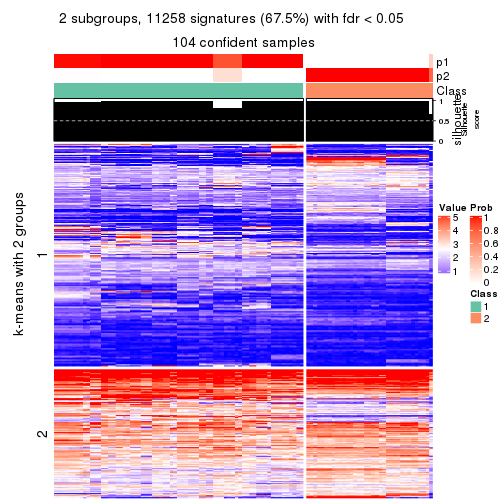 2 subgroups, 11258 signatures (67.5%) with fdr < 0.05
104 confident samples
p1
p2
Class
1
0.5
0
silhouette
Silhouette
score
k-means with 2 groups
1
2
Value
5
4
3
2
1
Prob
1
0.8
0.6
0.4
0.2
0
Class
1
2